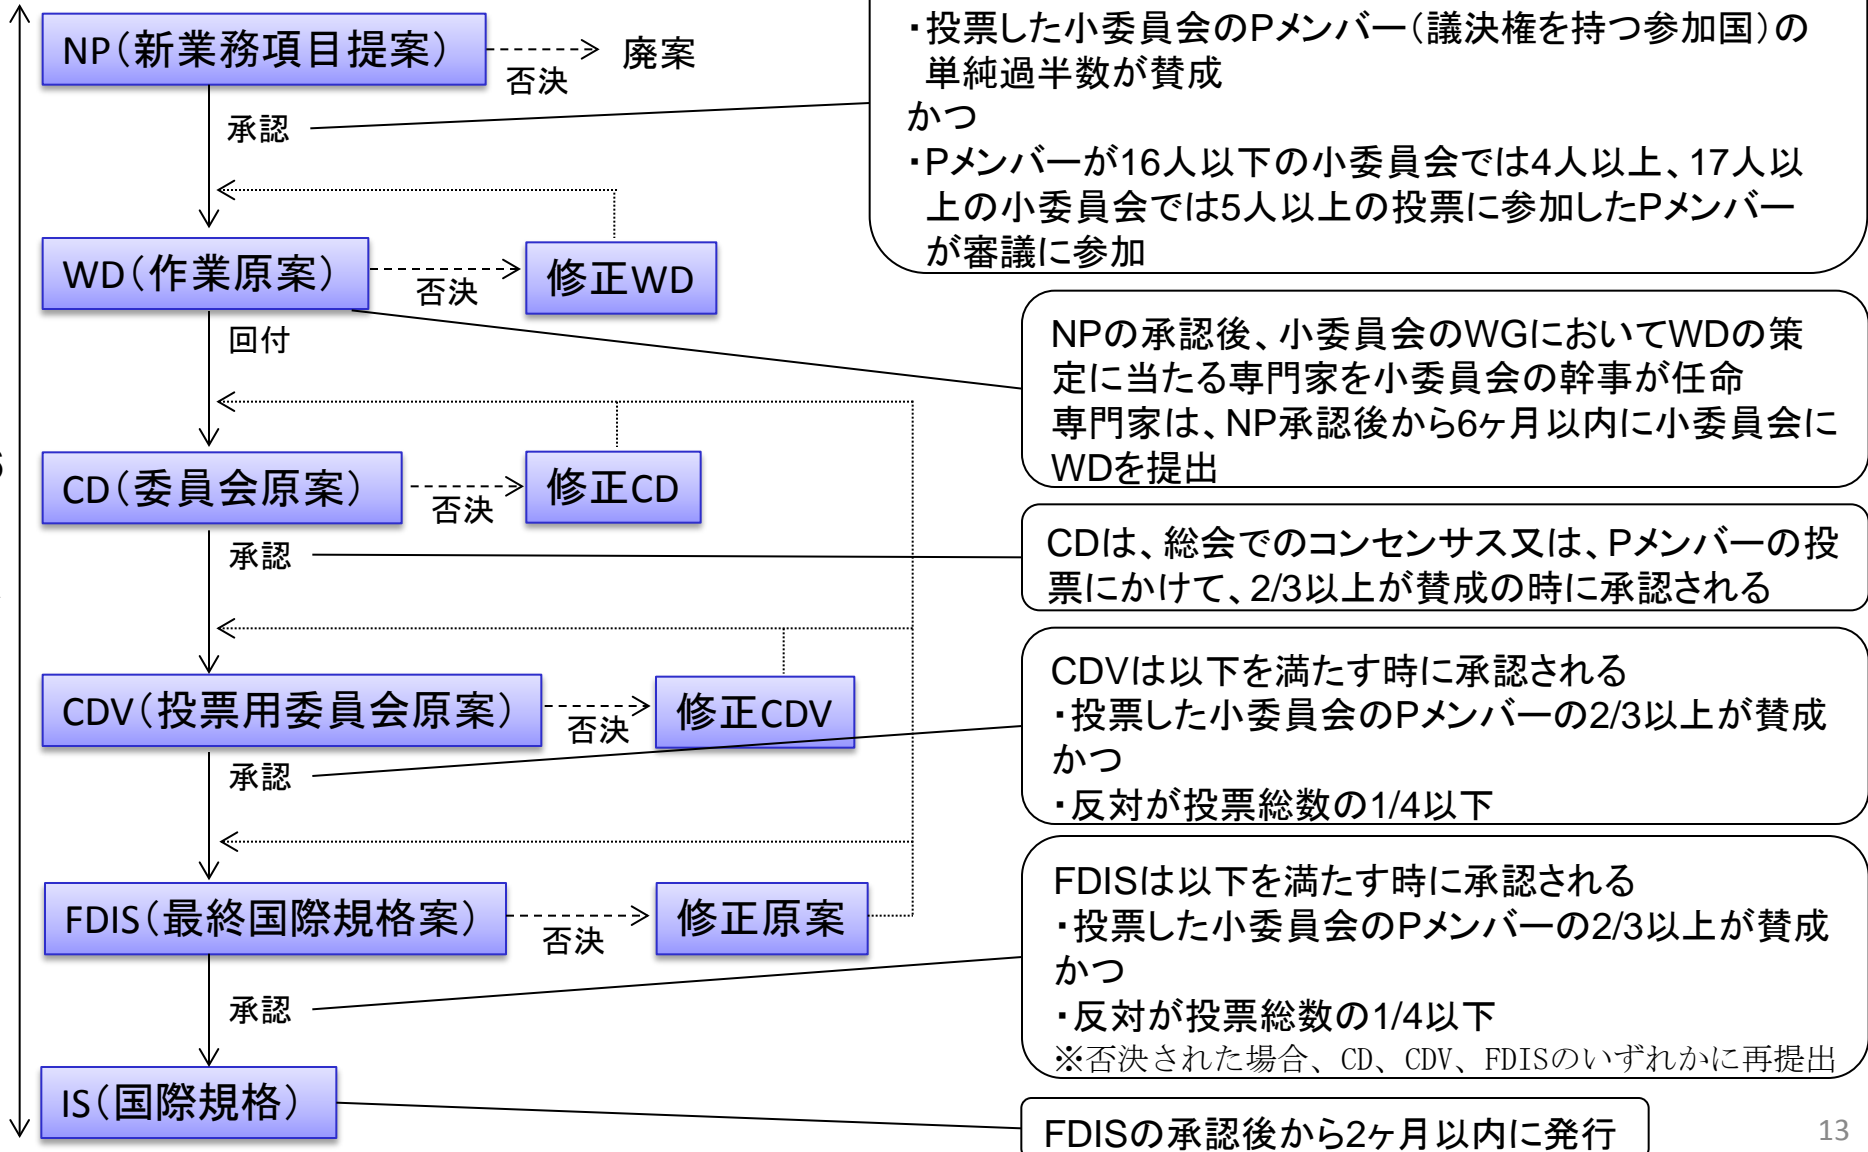 NP（新業務項目提案）
否決
廃案
承認
・投票した小委員会のPメンバー（議決権を持つ参加国）の
単純過半数が賛成
かつ
・Pメンバーが16人以下の小委員会では4人以上、17人以
上の小委員会では5人以上の投票に参加したPメンバー
が審議に参加
WD（作業原案）
否決
修正WD
回付
NPの承認後、小委員会のWGにおいてWDの策
定に当たる専門家を小委員会の幹事が任命
専門家は、NP承認後から6ヶ月以内に小委員会に
WDを提出
CD（委員会原案）
否決
修正CD
承認
CDは、総会でのコンセンサス又は、Pメンバーの投
票にかけて、2/3以上が賛成の時に承認される
CDV（投票用委員会原案）
否決
修正CDV
承認
CDVは以下を満たす時に承認される
・投票した小委員会のPメンバーの2/3以上が賛成
かつ
・反対が投票総数の1/4以下
FDIS（最終国際規格案）
否決
修正原案
承認
FDISは以下を満たす時に承認される
・投票した小委員会のPメンバーの2/3以上が賛成
かつ
・反対が投票総数の1/4以下
※否決された場合、CD、CDV、FDISのいずれかに再提出
IS（国際規格）
FDISの承認後から2ヶ月以内に発行
13